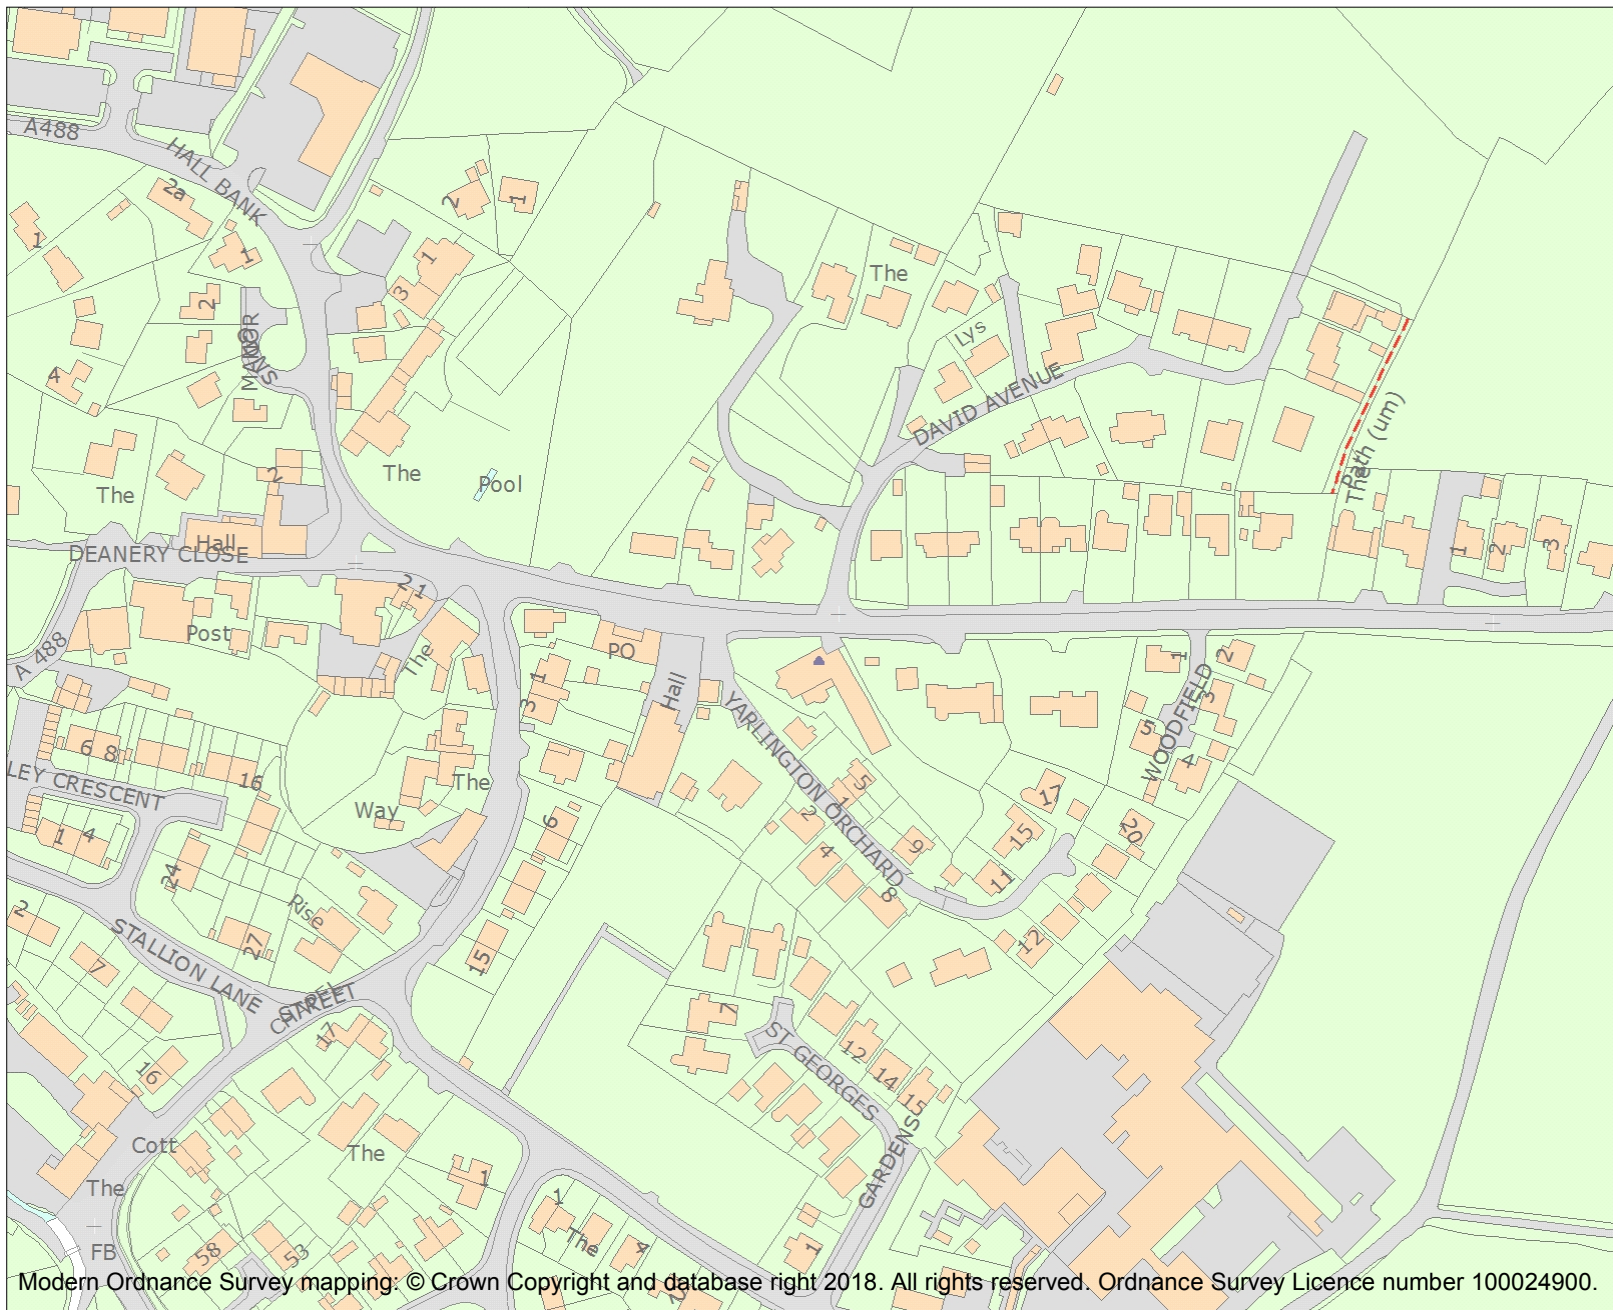 A488
HALL BANK
2a
2
1
1
1
1
3
2
The
Lys
MANOR
4
DAVID AVENUE
Path (um)
The
2
The
The
Pool
Hall
DEANERY CLOSE
1
2
3
2
1
Post
The
PO
A 488
1
3
Hall
1
2
WOODFIELD
3
5
4
6
8
16
LEY CRESCENT
The
Way
YARLINGTON ORCHARD
5
1
17
2
15
20
1
4
6
4
9
24
11
8
Rise
2
27
12
7
15
STALLION LANE
CHAPEL
STREET
17
7
ST GEORGES
12
14
15
16
Cott
The
The
1
GARDENS
1
The
4
FB
58
53
1
2
Modern Ordnance Survey mapping: © Crown Copyright and database right 2018. All rights reserved. Ordnance Survey Licence number 100024900.